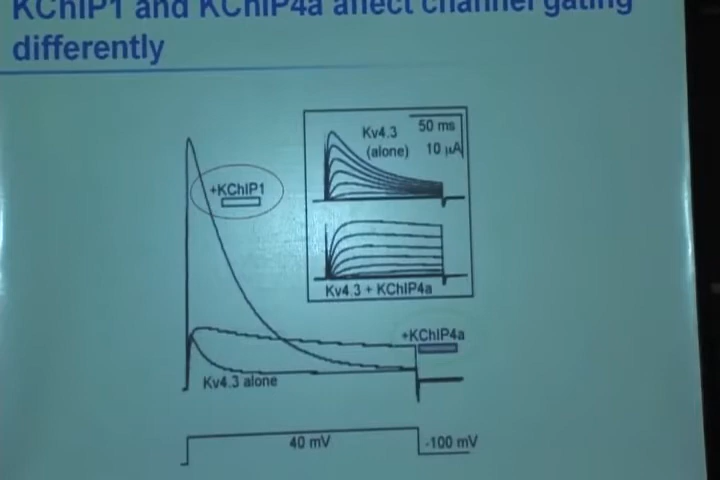 KChIP1 and KChIP4a affect channel gating
differently
Kv4.3
(alone)
50 ms
10 µA
+KChIP1
Kv4.3 + KChIP4a
+KChIP4a
Kv4.3 alone
40 mV
-100 mV